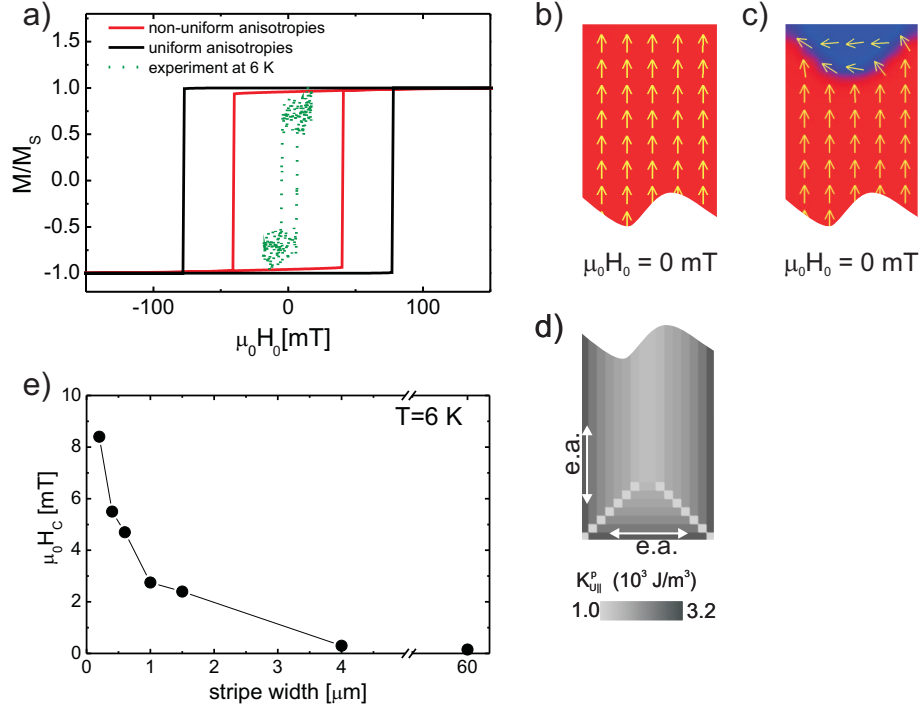 a)
non-uniform anisotropies
uniform anisotropies
experiment at 6 K
1.5
1.0
0.5
0.0
-0.5
-1.0
M/M_S
-100
0
100
μ₀H₀[mT]
b)
μ₀H₀ = 0 mT
c)
μ₀H₀ = 0 mT
d)
e.a.
e.a.
K^p_U|| (10³ J/m³)
1.0 3.2
e)
T=6 K
10
8
6
4
2
0
μ₀H_C [mT]
0 1 2 3 4 60
stripe width [μm]